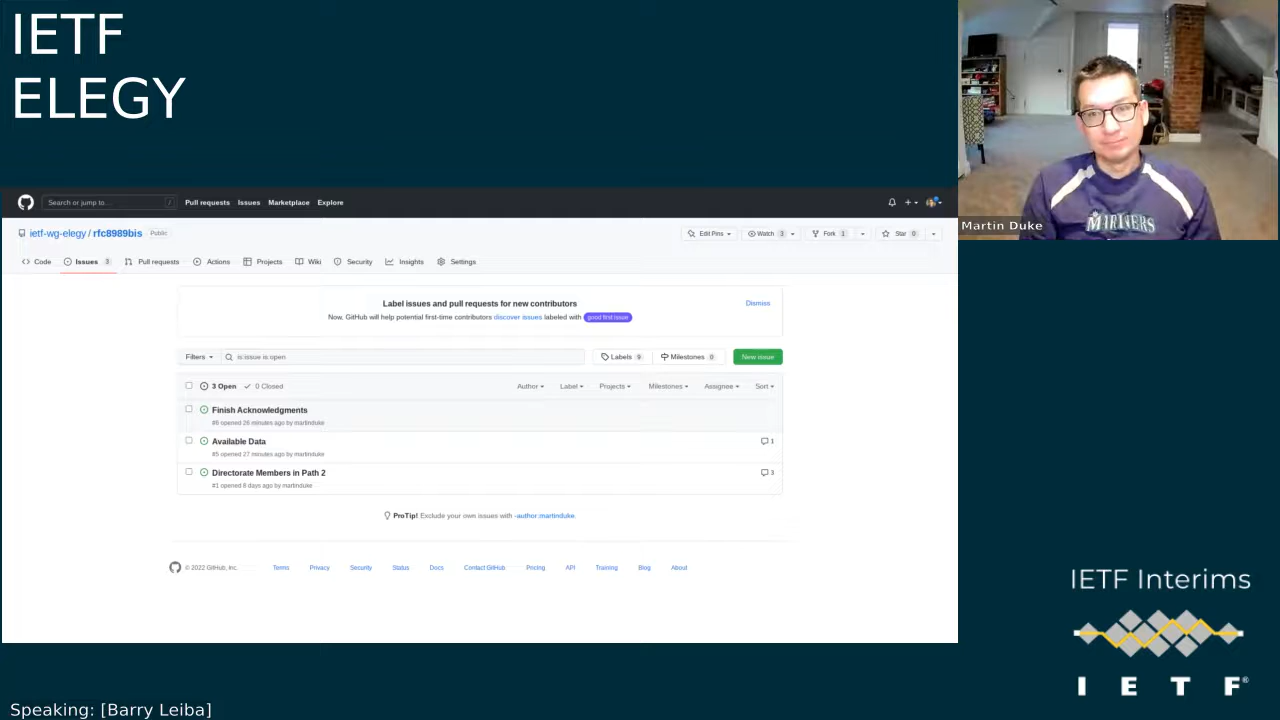 IETF
ELEGY
Search or jump to... /
Pull requests Issues Marketplace Explore
ietf-wg-elegy / rfc8989bis Public
Edit Pins Watch 3 Fork 1 Star 0
Code Issues 3 Pull requests Actions Projects Wiki Security Insights Settings
Label issues and pull requests for new contributors
Dismiss
Now, GitHub will help potential first-time contributors discover issues labeled with good first issue
Filters is:issue is:open Labels 9 Milestones 0 New issue
3 Open 0 Closed Author Label Projects Milestones Assignee Sort
Finish Acknowledgments
#6 opened 26 minutes ago by martinduke
Available Data 1
#5 opened 27 minutes ago by martinduke
Directorate Members in Path 2 3
#1 opened 8 days ago by martinduke
ProTip! Exclude your own issues with -author:martinduke.
© 2022 GitHub, Inc. Terms Privacy Security Status Docs Contact GitHub Pricing API Training Blog About
MARINERS
Martin Duke
IETF Interims
I E T F®
Speaking: [Barry Leiba]